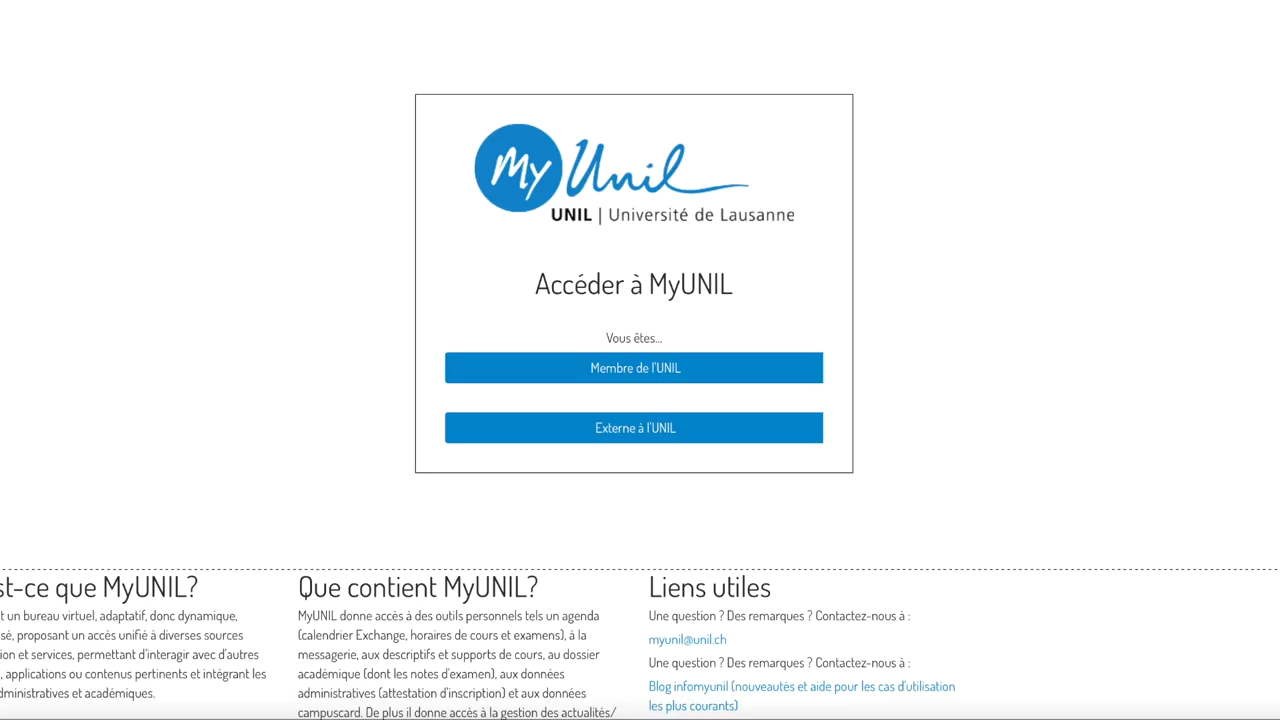 My Unil
UNIL | Université de Lausanne
Accéder à MyUNIL
Vous êtes...
Membre de l'UNIL
Externe à l'UNIL
st-ce que MyUNIL?
t un bureau virtuel, adaptatif, donc dynamique,
sé, proposant un accès unifié à diverses sources
ion et services, permettant d'interagir avec d'autres
, applications ou contenus pertinents et intégrant les
dministratives et académiques.
Que contient MyUNIL?
MyUNIL donne accès à des outils personnels tels un agenda
(calendrier Exchange, horaires de cours et examens), à la
messagerie, aux descriptifs et supports de cours, au dossier
académique (dont les notes d'examen), aux données
administratives (attestation d'inscription) et aux données
campuscard. De plus il donne accès à la gestion des actualités/
Liens utiles
Une question ? Des remarques ? Contactez-nous à :
myunil@unil.ch
Une question ? Des remarques ? Contactez-nous à :
Blog infomyunil (nouveautés et aide pour les cas d'utilisation
les plus courants)